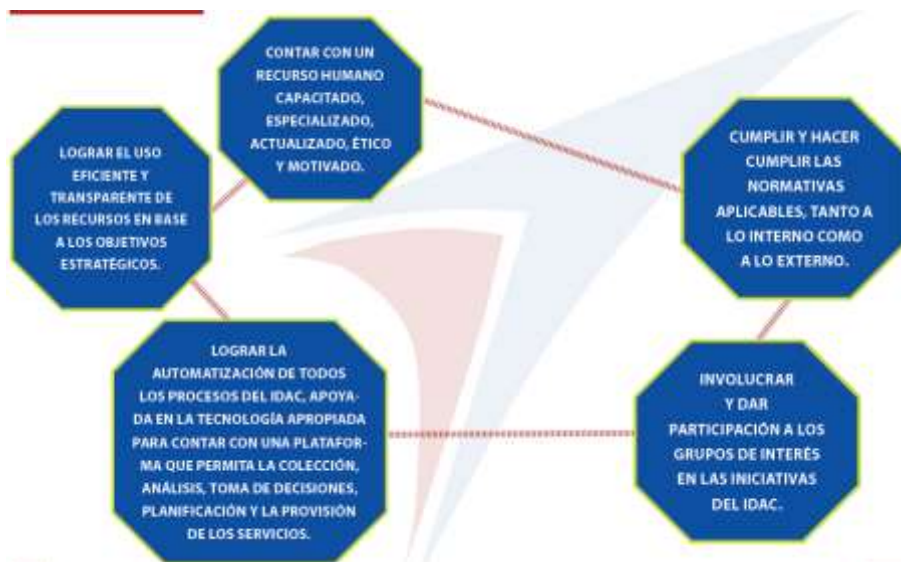 CONTAR CON UN
RECURSO HUMANO
CAPACITADO,
ESPECIALIZADO,
ACTUALIZADO, ÉTICO
Y MOTIVADO.
LOGRAR EL USO
EFICIENTE Y
TRANSPARENTE DE
LOS RECURSOS EN BASE
A LOS OBJETIVOS
ESTRATÉGICOS.
CUMPLIR Y HACER
CUMPLIR LAS
NORMATIVAS
APLICABLES, TANTO A
LO INTERNO COMO
A LO EXTERNO.
LOGRAR LA
AUTOMATIZACIÓN DE TODOS
LOS PROCESOS DEL IDAC, APOYA-
DA EN LA TECNOLOGÍA APROPIADA
PARA CONTAR CON UNA PLATAFOR-
MA QUE PERMITA LA COLECCIÓN,
ANÁLISIS, TOMA DE DECISIONES,
PLANIFICACIÓN Y LA PROVISIÓN
DE LOS SERVICIOS.
INVOLUCRAR
Y DAR
PARTICIPACIÓN A LOS
GRUPOS DE INTERÉS
EN LAS INICIATIVAS
DEL IDAC.